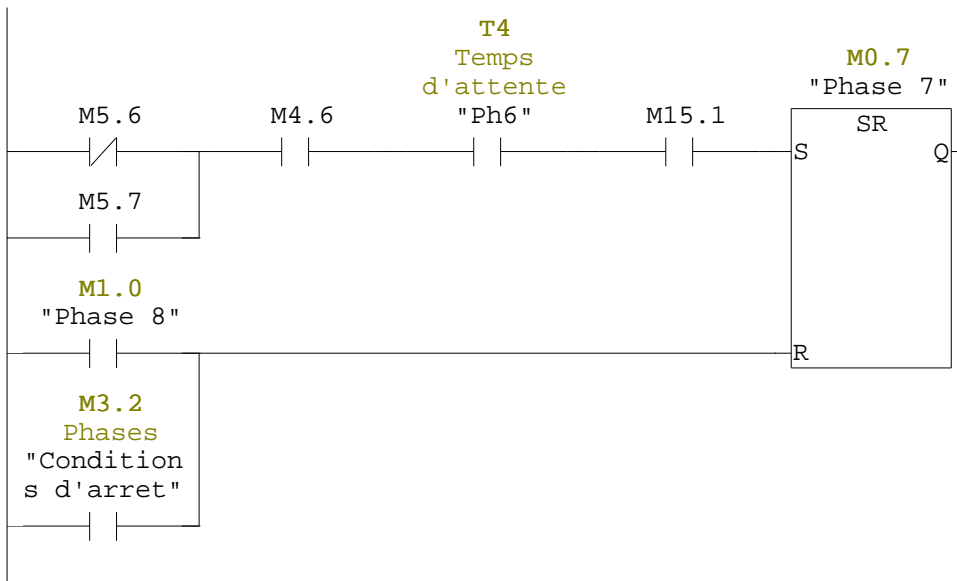 T4
Temps
d'attente
"Ph6"
M0.7
"Phase 7"
M5.6
M4.6
M15.1
SR
S
Q
M5.7
M1.0
"Phase 8"
R
M3.2
Phases
"Condition
s d'arret"